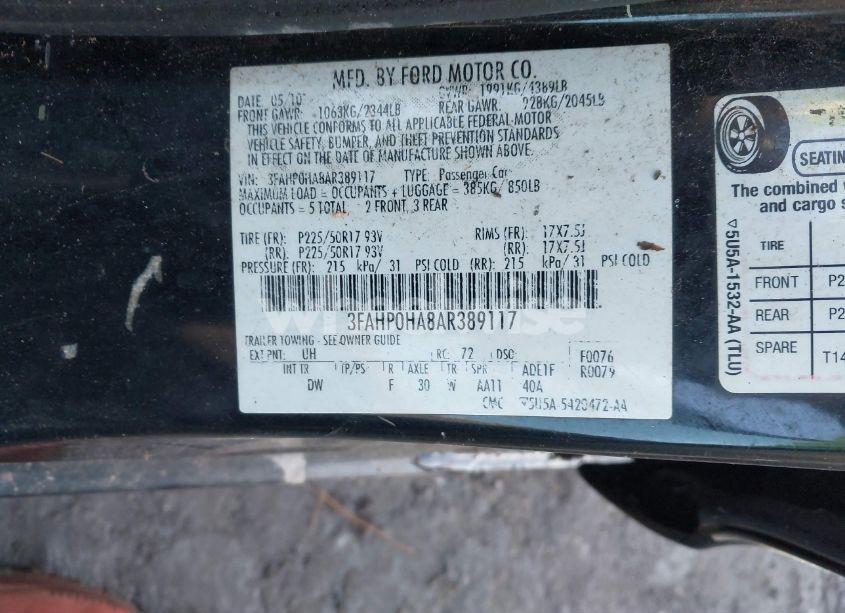 MFD. BY FORD MOTOR CO.
DATE 05/10 GVWR: 1991KG/4389LB
FRONT GAWR: 1063KG/2344LB REAR GAWR: 928KG/2045LB
THIS VEHICLE CONFORMS TO ALL APPLICABLE FEDERAL MOTOR
VEHICLE SAFETY, BUMPER, AND THEFT PREVENTION STANDARDS
IN EFFECT ON THE DATE OF MANUFACTURE SHOWN ABOVE.
VIN: 3FAHP0HA8AR389117 TYPE: Passenger Car
MAXIMUM LOAD = OCCUPANTS + LUGGAGE = 385KG/850LB
OCCUPANTS = 5 TOTAL 2 FRONT, 3 REAR
TIRE (FR): P225/50R17 93V RIMS (FR): 17X7.5J
(RR): P225/50R17 93V (RR): 17X7.5J
PRESSURE (FR): 215 kPa/31 PSI COLD (RR): 215 kPa/31 PSI COLD
3FAHP0HA8AR389117
TRAILER TOWING - SEE OWNER GUIDE
EXT PNT: UH RC: 72 DSO: F0076
INT TR TP/PS R AXLE TR SPR ADE1F R0079
DW F 30 W AA11 40A
CMC ▽5U5A-5420472-AA
SEATING
The combined
and cargo
TIRE
FRONT P2
REAR P2
SPARE T14
▽5U5A-1532-AA (TLU)